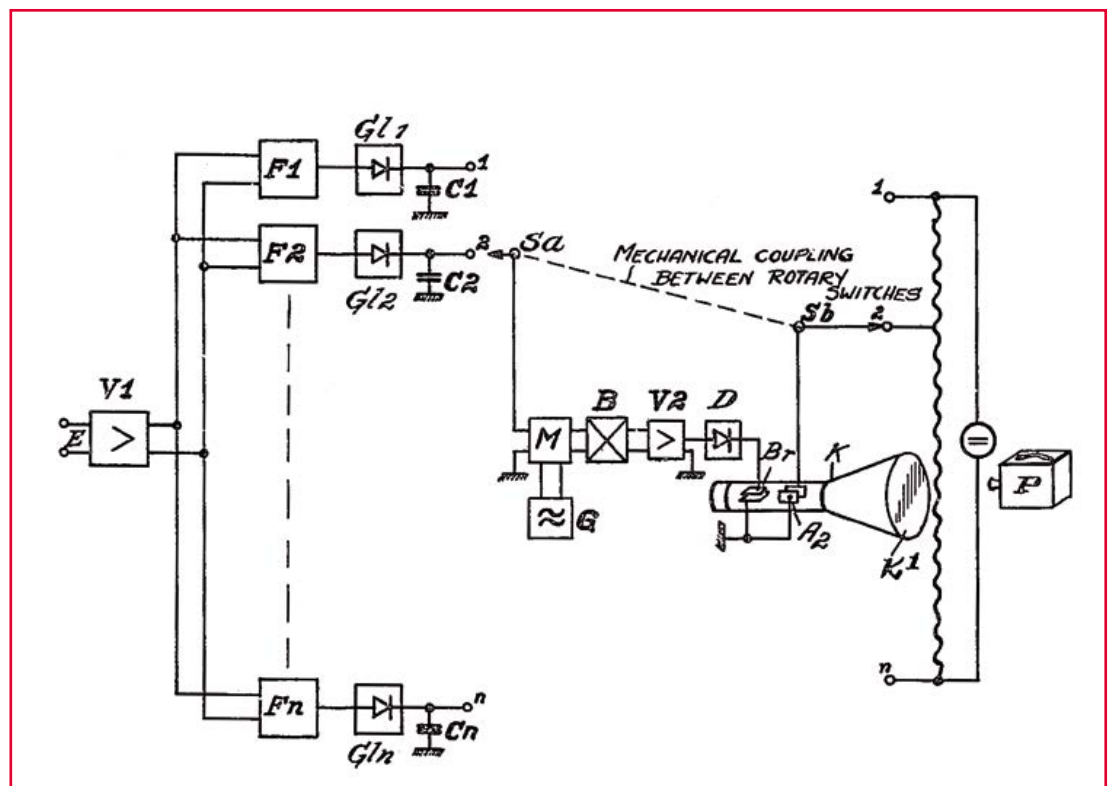 Gl1
F1
1
C1
F2
2
Sa
C2
Gl2
MECHANICAL COUPLING
BETWEEN ROTARY
SWITCHES
1
Sb
2
V1
E
M
B
V2
D
Br
K
G
A2
K1
P
Fn
n
Cn
Gln
n